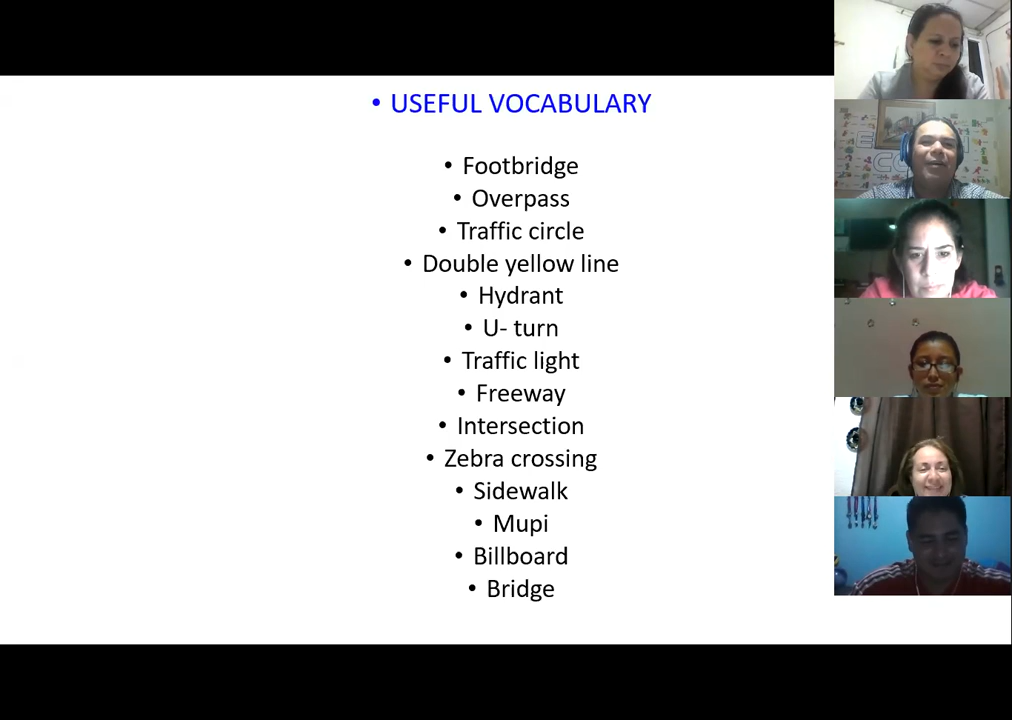 • USEFUL VOCABULARY
• Footbridge
• Overpass
• Traffic circle
• Double yellow line
• Hydrant
• U- turn
• Traffic light
• Freeway
• Intersection
• Zebra crossing
• Sidewalk
• Mupi
• Billboard
• Bridge